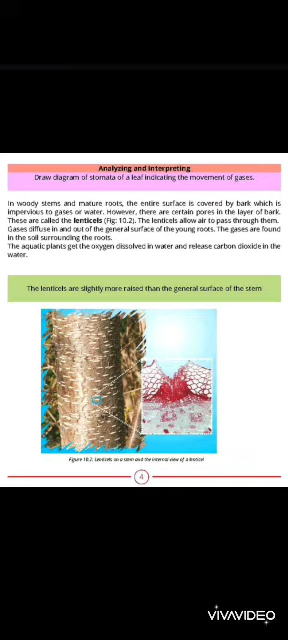 Analyzing and Interpreting
Draw diagram of stomata of a leaf indicating the movement of gases.
In woody stems and mature roots, the entire surface is covered by bark which is
impervious to gases or water. However, there are certain pores in the layer of bark.
These are called the lenticels (Fig: 10.2). The lenticels allow air to pass through them.
Gases diffuse in and out of the general surface of the young roots. The gases are found
in the soil surrounding the roots.
The aquatic plants get the oxygen dissolved in water and release carbon dioxide in the
water.
The lenticels are slightly more raised than the general surface of the stem
Figure 10.2: Lenticels on a stem and the internal view of a lenticel
4
VIVAVIDEO